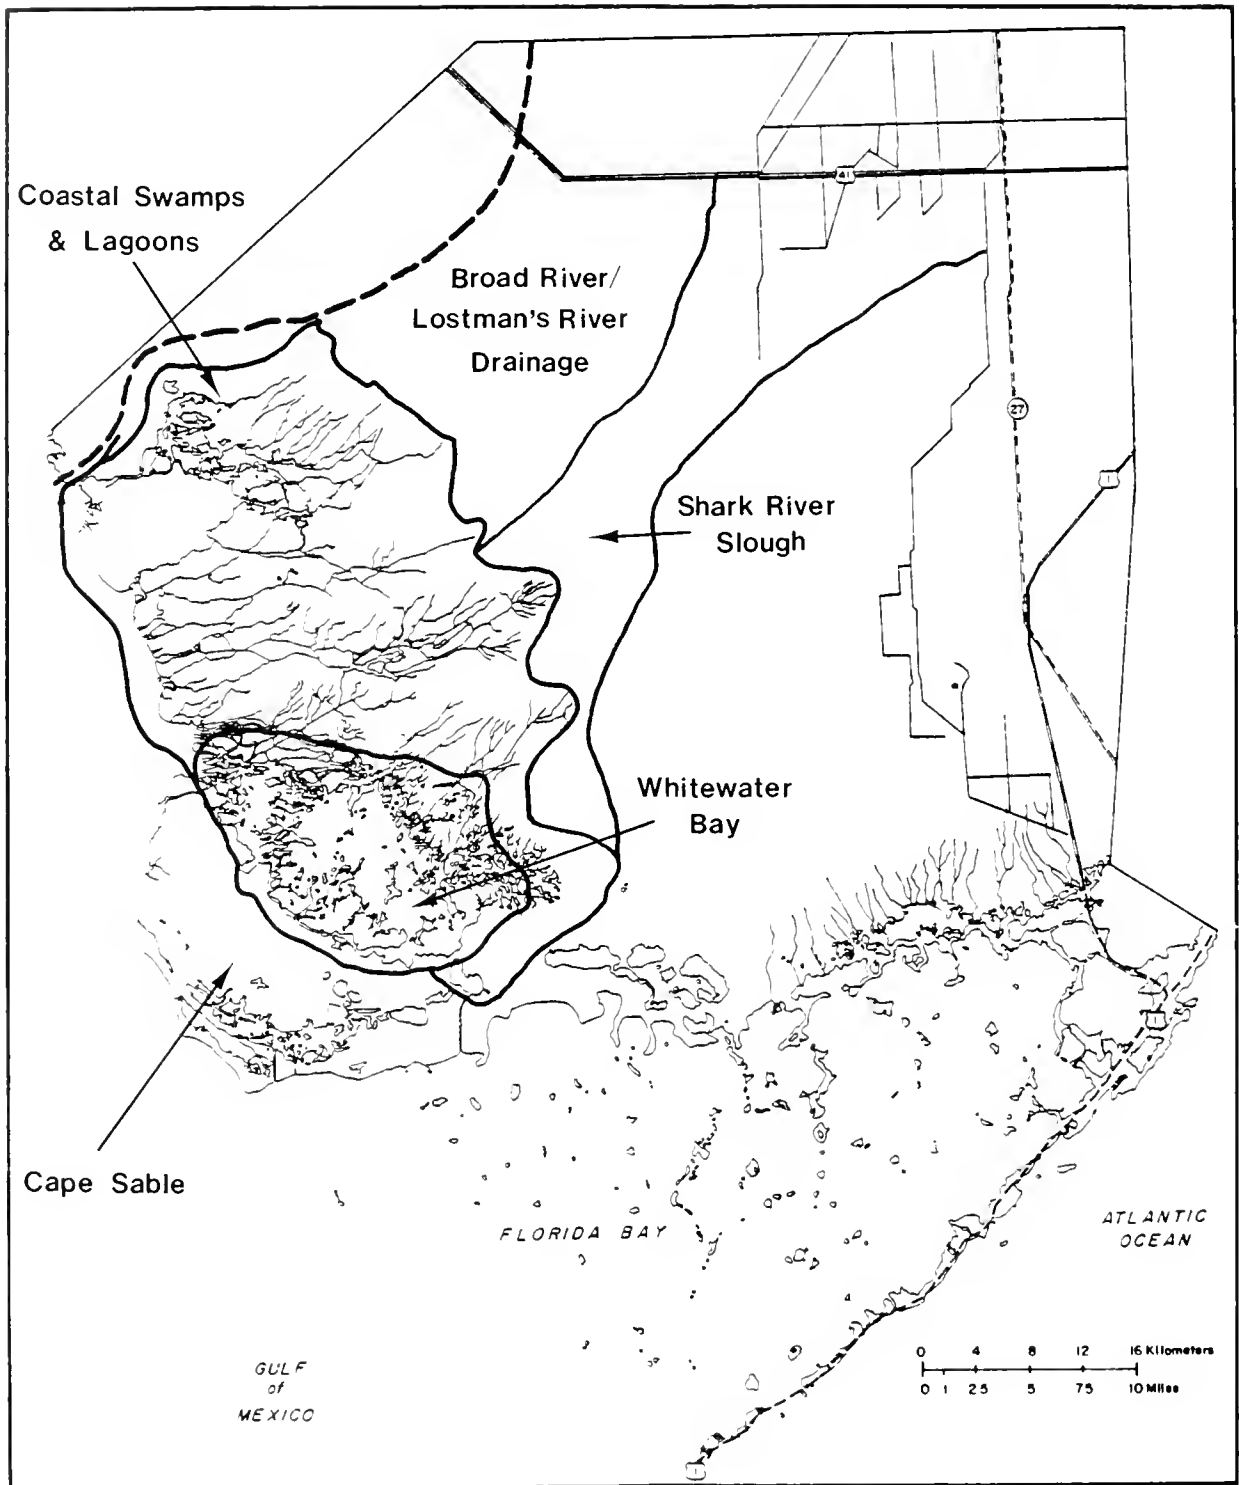 41
Coastal Swamps
& Lagoons
Broad River/
Lostman's River
Drainage
27
1
Shark River
Slough
Whitewater
Bay
1
Cape Sable
FLORIDA BAY
ATLANTIC
OCEAN
GULF
of
MEXICO
0 4 8 12 16 Kilometers
0 1 2.5 5 7.5 10 Miles
1